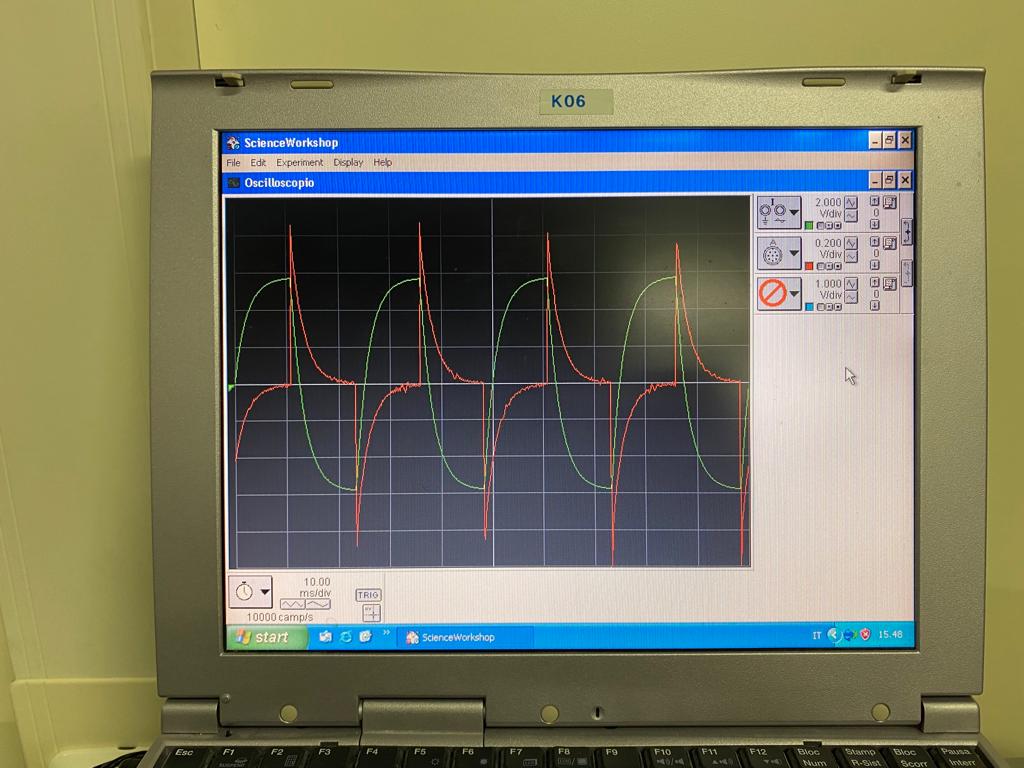 K06
ScienceWorkshop
File Edit Experiment Display Help
Oscilloscopio
2.000
V/div
0
A
0.200
V/div
0
1.000
V/div
0
10.00
ms/div
TRIG
10000 camp/s
start
ScienceWorkshop
IT
15.48
Esc F1 F2 F3 F4 F5 F6 F7 F8 F9 F10 F11 F12 Bloc Num Stamp R-Sist Bloc Scorr Pausa Interr